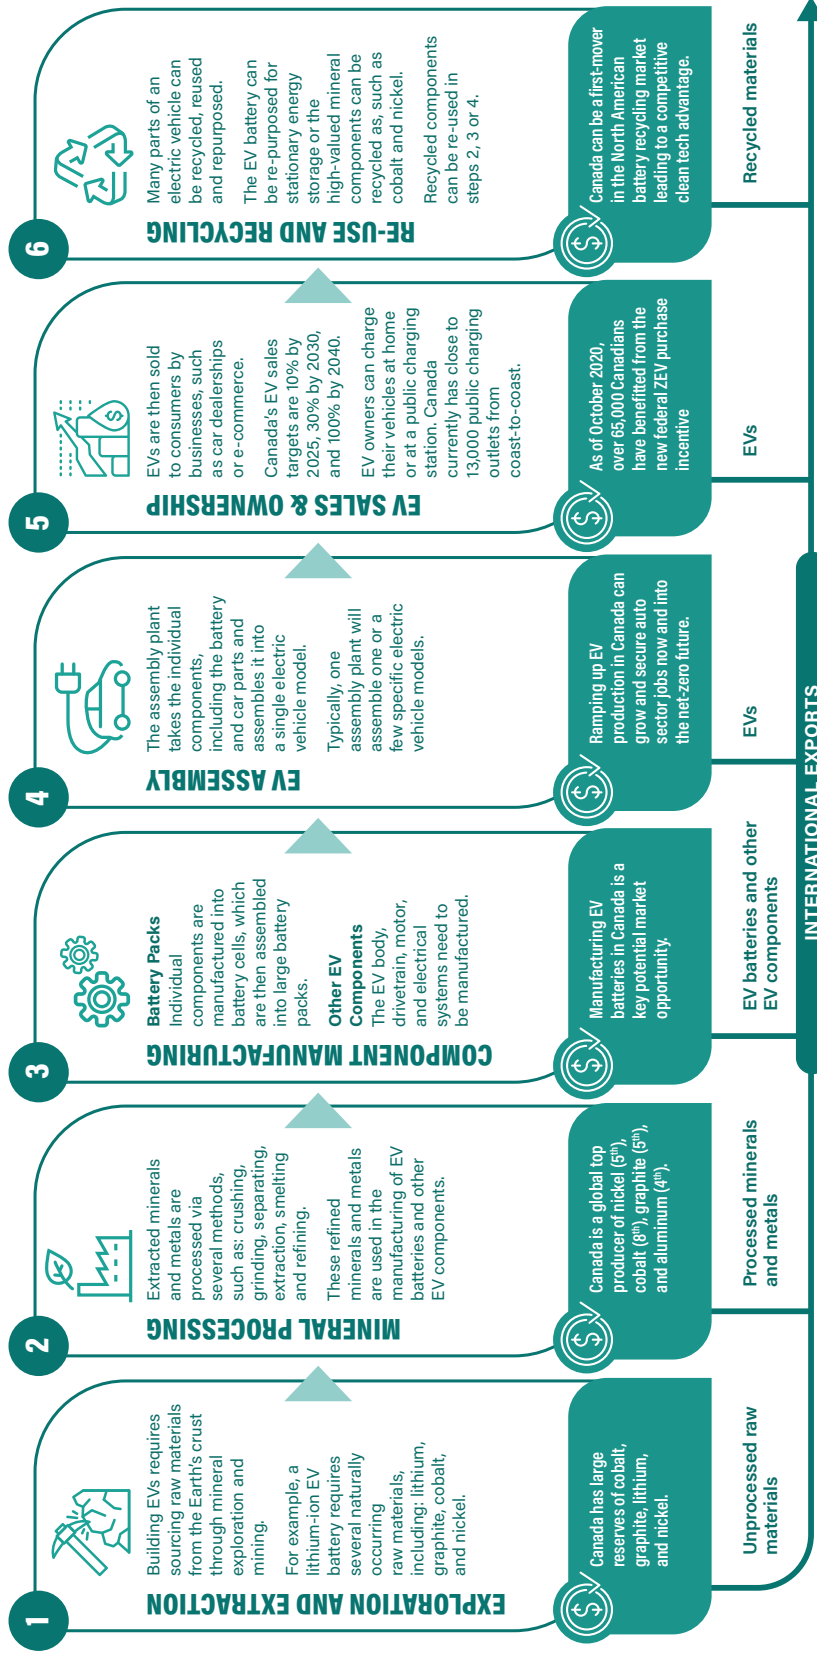 1
EXPLORATION AND EXTRACTION
Building EVs requires
sourcing raw materials
from the Earth's crust
through mineral
exploration and
mining.
For example, a
lithium-ion EV
battery requires
several naturally
occurring
raw materials,
including: lithium,
graphite, cobalt,
and nickel.
$
Canada has large
reserves of cobalt,
graphite, lithium,
and nickel.
Unprocessed raw
materials
2
MINERAL PROCESSING
Extracted minerals
and metals are
processed via
several methods,
such as: crushing,
grinding, separating,
extraction, smelting
and refining.
These refined
minerals and metals
are used in the
manufacturing of EV
batteries and other
EV components.
$
Canada is a global top
producer of nickel (5th),
cobalt (8th), graphite (5th),
and aluminum (4th).
Processed minerals
and metals
3
COMPONENT MANUFACTURING
Battery Packs
Individual
components are
manufactured into
battery cells, which
are then assembled
into large battery
packs.
Other EV
Components
The EV body,
drivetrain, motor,
and electrical
systems need to
be manufactured.
$
Manufacturing EV
batteries in Canada is a
key potential market
opportunity.
EV batteries and other
EV components
4
EV ASSEMBLY
The assembly plant
takes the individual
components,
including the battery
and car parts and
assembles it into
a single electric
vehicle model.
Typically, one
assembly plant will
assemble one or a
few specific electric
vehicle models.
$
Ramping up EV
production in Canada can
grow and secure auto
sector jobs now and into
the net-zero future.
EVs
5
EV SALES & OWNERSHIP
$
EVs are then sold
to consumers by
businesses, such
as car dealerships
or e-commerce.
Canada's EV sales
targets are 10% by
2025, 30% by 2030,
and 100% by 2040.
EV owners can charge
their vehicles at home
or at a public charging
station. Canada
currently has close to
13,000 public charging
outlets from
coast-to-coast.
$
As of October 2020,
over 65,000 Canadians
have benefitted from the
new federal ZEV purchase
incentive
EVs
6
RE-USE AND RECYCLING
Many parts of an
electric vehicle can
be recycled, reused
and repurposed.
The EV battery can
be re-purposed for
stationary energy
storage or the
high-valued mineral
components can be
recycled as, such as
cobalt and nickel.
Recycled components
can be re-used in
steps 2, 3 or 4.
$
Canada can be a first-mover
in the North American
battery recycling market
leading to a competitive
clean tech advantage.
Recycled materials
INTERNATIONAL EXPORTS